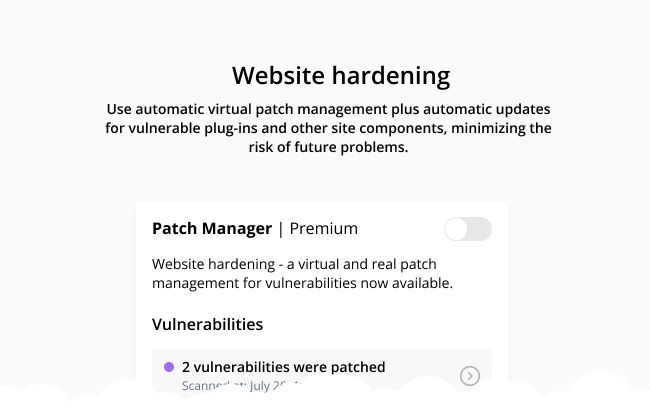 Website hardening
Use automatic virtual patch management plus automatic updates
for vulnerable plug-ins and other site components, minimizing the
risk of future problems.
Patch Manager | Premium
Website hardening - a virtual and real patch
management for vulnerabilities now available.
Vulnerabilities
2 vulnerabilities were patched
Scanned at: July